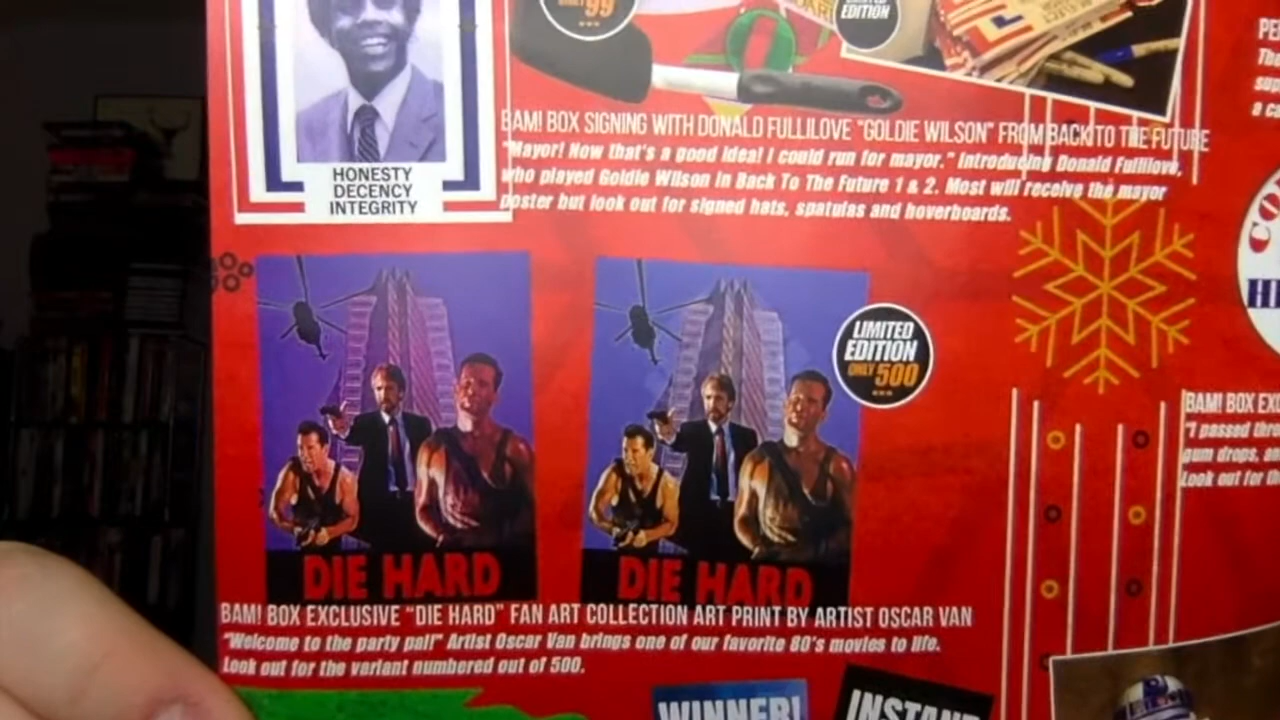 ONLY 99
LIMITED
EDITION
HONESTY
DECENCY
INTEGRITY
BAM! BOX SIGNING WITH DONALD FULLILOVE "GOLDIE WILSON" FROM BACK TO THE FUTURE
"Mayor! Now that's a good idea! I could run for mayor." Introducing Donald Fullilove,
who played Goldie Wilson in Back To The Future 1 & 2. Most will receive the mayor
poster but look out for signed hats, spatulas and hoverboards.
LIMITED
EDITION
ONLY 500
DIE HARD
DIE HARD
BAM! BOX EXCLUSIVE "DIE HARD" FAN ART COLLECTION ART PRINT BY ARTIST OSCAR VAN
"Welcome to the party pal!" Artist Oscar Van brings one of our favorite 80's movies to life.
Look out for the variant numbered out of 500.
BAM! BOX EXC
"I passed thro
gum drops, an
Look out for th
WINNER!
INSTANT